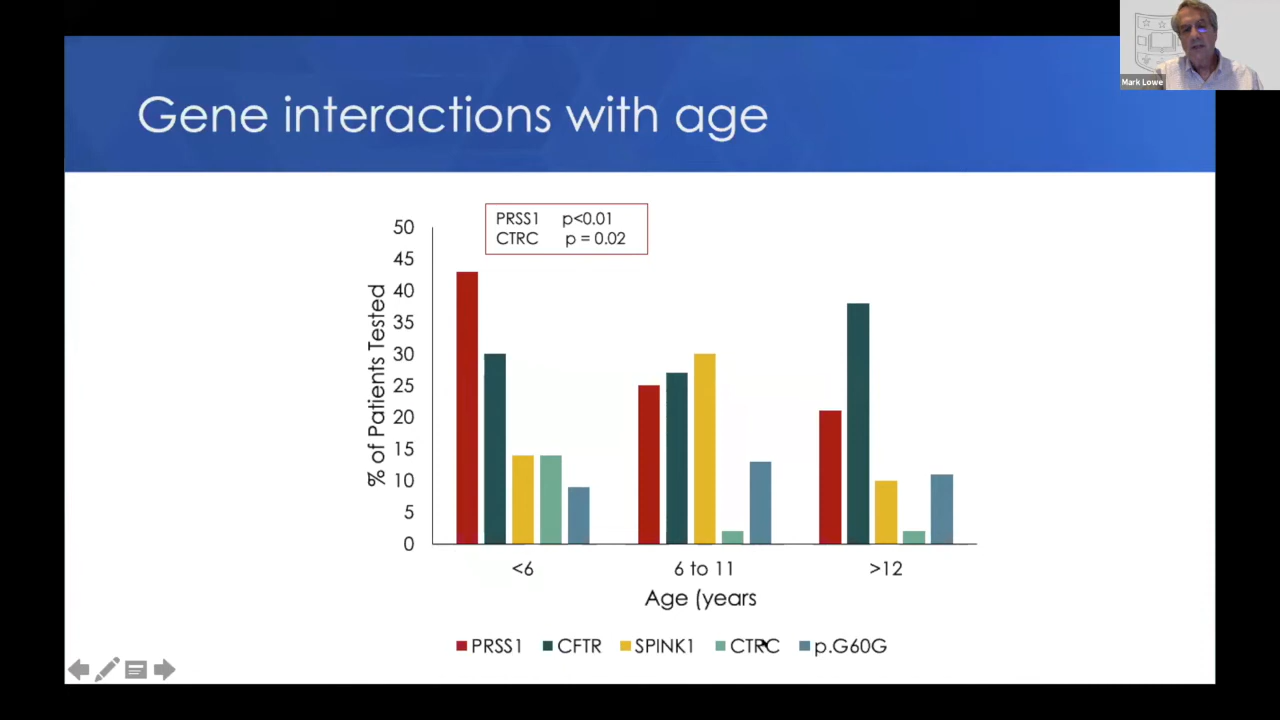 Mark Lowe
Gene interactions with age
PRSS1 p<0.01
CTRC p = 0.02
50
45
40
35
30
25
20
15
10
5
0
% of Patients Tested
<6
6 to 11
>12
Age (years
PRSS1 CFTR SPINK1 CTRC p.G60G